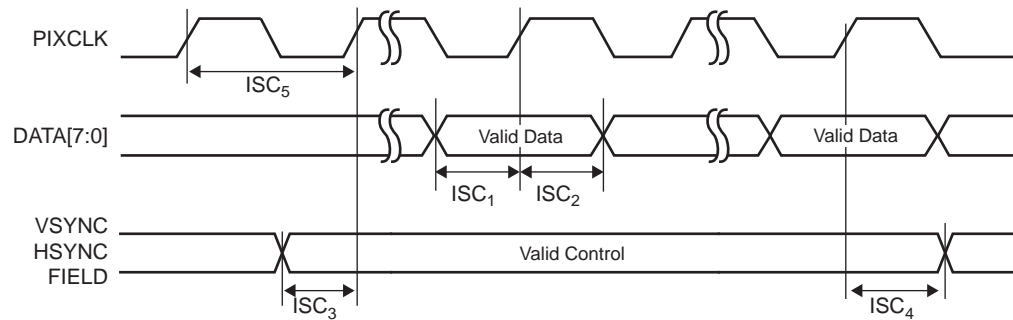 PIXCLK
ISC5
DATA[7:0]
Valid Data
Valid Data
ISC1
ISC2
VSYNC
HSYNC
FIELD
Valid Control
ISC3
ISC4